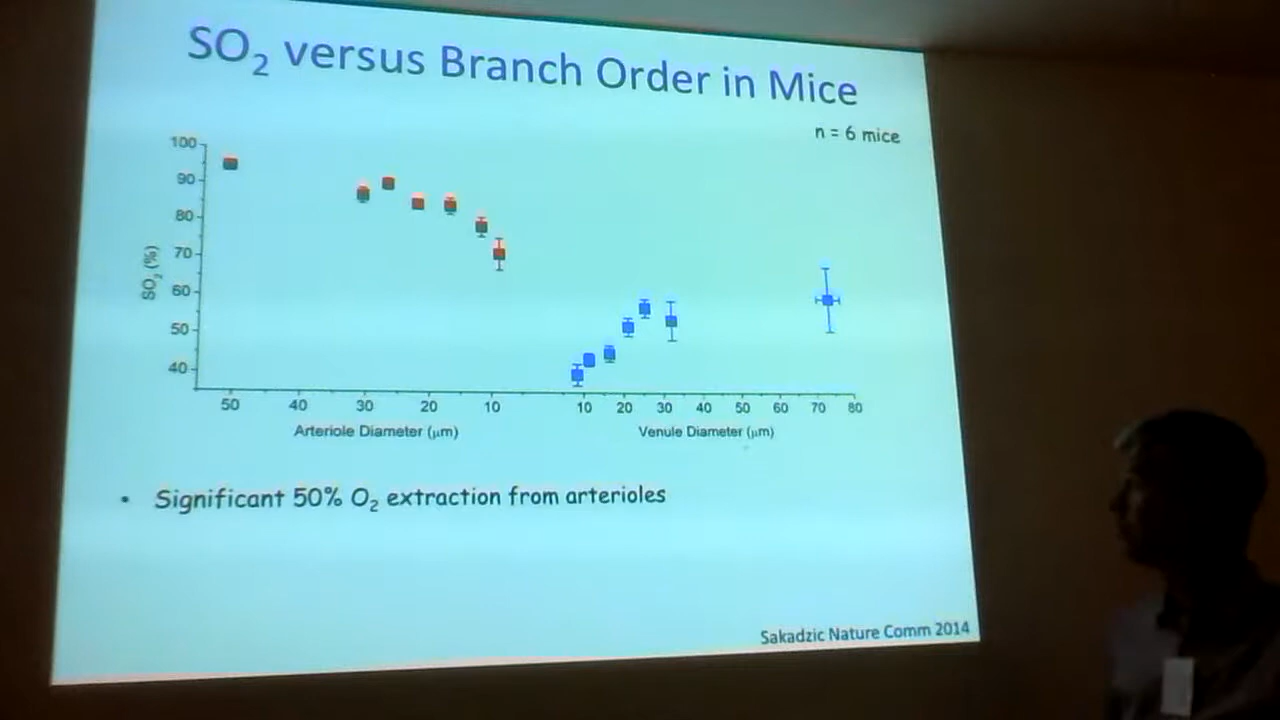 SO₂ versus Branch Order in Mice
n = 6 mice
100
90
80
70
60
50
40
SO₂ (%)
50 40 30 20 10 10 20 30 40 50 60 70 80
Arteriole Diameter (μm) Venule Diameter (μm)
• Significant 50% O₂ extraction from arterioles
Sakadzic Nature Comm 2014